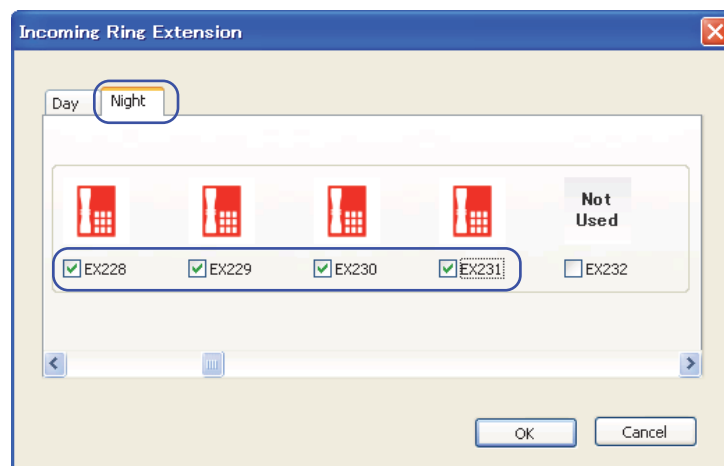 Incoming Ring Extension
Day Night
Not
Used
EX228 EX229 EX230 EX231 EX232
OK Cancel